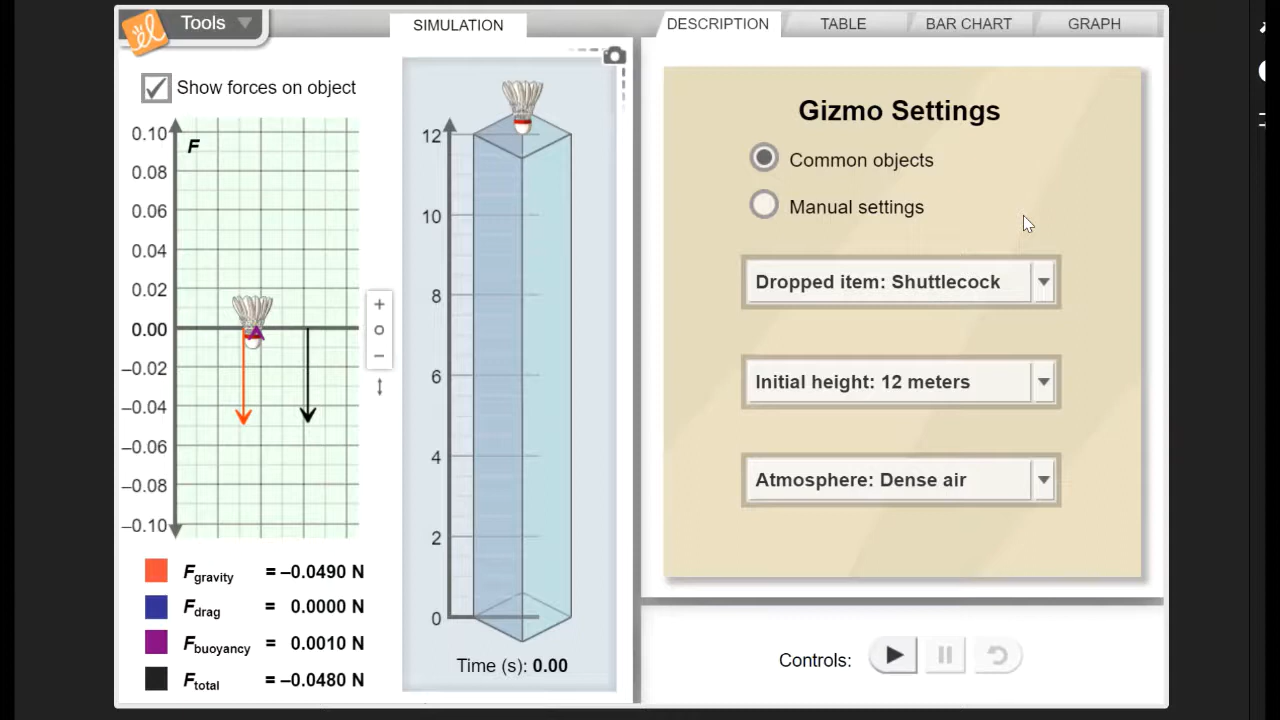 Tools
SIMULATION
DESCRIPTION
TABLE
BAR CHART
GRAPH
Show forces on object
0.10
F
0.08
0.06
0.04
0.02
0.00
–0.02
–0.04
–0.06
–0.08
–0.10
+
–
Fgravity = –0.0490 N
Fdrag = 0.0000 N
Fbuoyancy = 0.0010 N
Ftotal = –0.0480 N
12
10
8
6
4
2
0
Time (s): 0.00
Gizmo Settings
Common objects
Manual settings
Dropped item: Shuttlecock
Initial height: 12 meters
Atmosphere: Dense air
Controls: